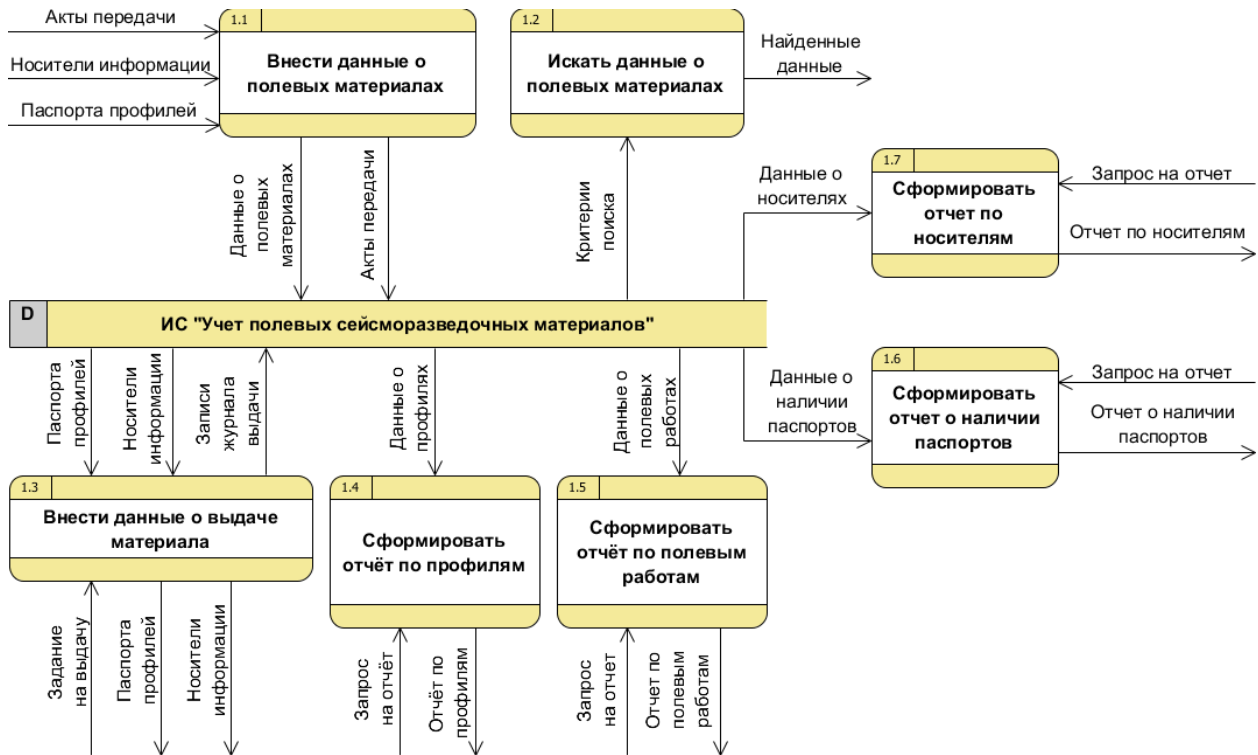 Акты передачи
Носители информации
Паспорта профилей
1.1
Внести данные о
полевых материалах
1.2
Искать данные о
полевых материалах
Найденные
данные
Данные о
полевых
материалах
Акты передачи
Критерии
поиска
Данные о
носителях
1.7
Сформировать
отчет по
носителям
Запрос на отчет
Отчет по носителям
D
ИС "Учет полевых сейсморазведочных материалов"
Паспорта
профилей
Носители
информации
Записи
журнала
выдачи
Данные о
профилях
Данные о
полевых
работах
Данные о
наличии
паспортов
1.6
Сформировать
отчет о наличии
паспортов
Запрос на отчет
Отчет о наличии
паспортов
1.3
Внести данные о выдаче
материала
1.4
Сформировать
отчёт по профилям
1.5
Сформировать
отчёт по полевым
работам
Задание
на выдачу
Паспорта
профилей
Носители
информации
Запрос
на отчёт
Отчёт по
профилям
Запрос
на отчет
Отчет по
полевым
работам